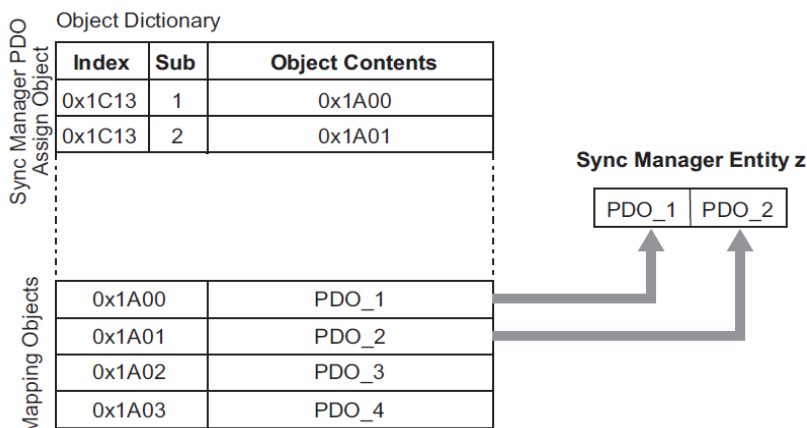 Object Dictionary
Sync Manager PDO
Assign Object
Index Sub Object Contents
0x1C13 1 0x1A00
0x1C13 2 0x1A01
Sync Manager Entity z
PDO_1 PDO_2
Mapping Objects
0x1A00 PDO_1
0x1A01 PDO_2
0x1A02 PDO_3
0x1A03 PDO_4